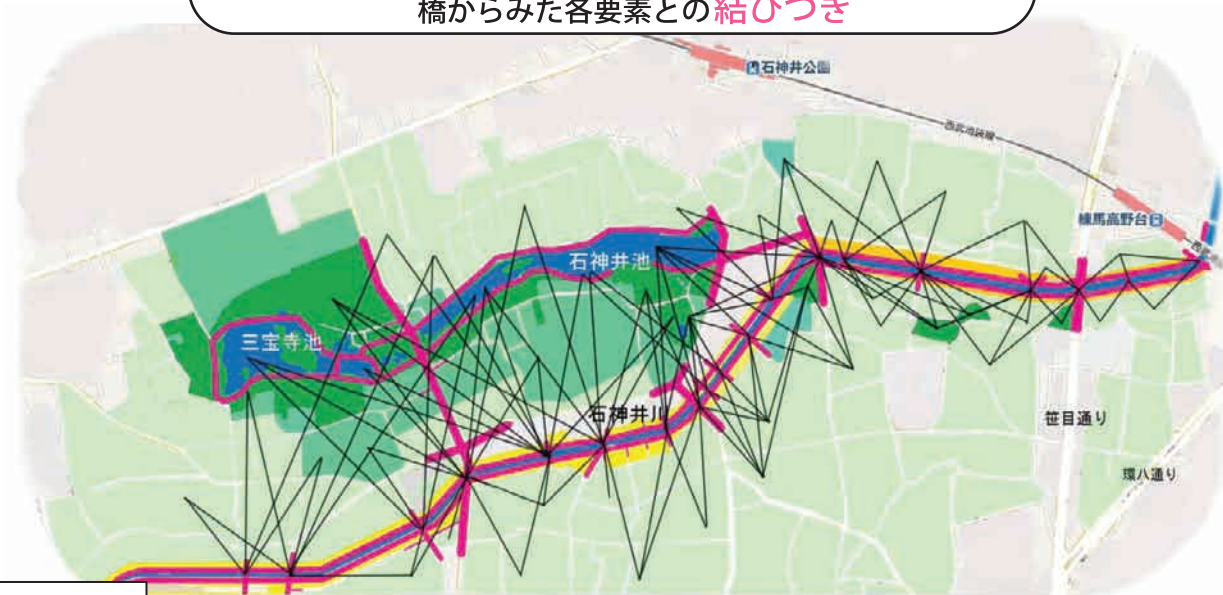 橋からみた各要素との結びつき
石神井公園
西武池袋線
練馬高野台
石神井池
三宝寺池
石神井川
笹目通り
環八通り